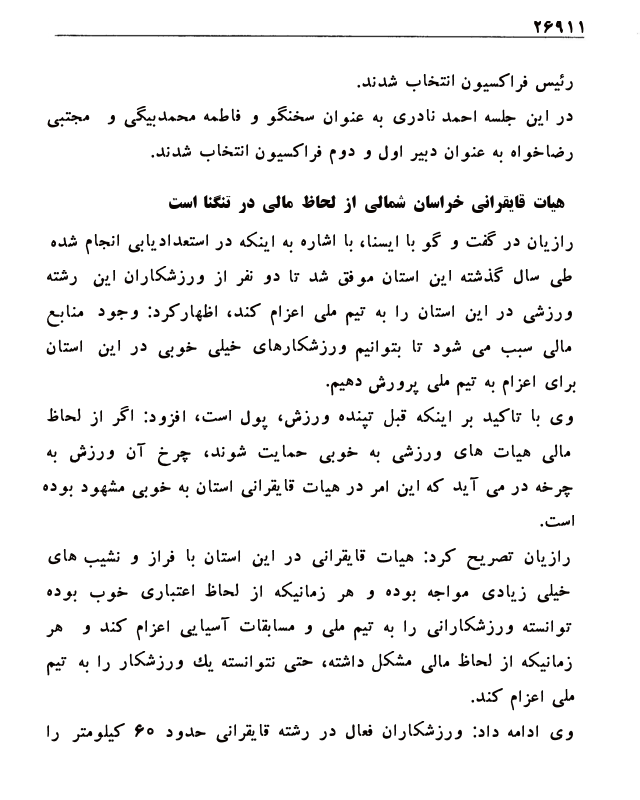 ۲۶۹۱۱
رئیس فراکسیون انتخاب شدند.
در این جلسه احمد نادری به عنوان سخنگو و فاطمه محمدبیگی و مجتبی
رضاخواه به عنوان دبیر اول و دوم فراکسیون انتخاب شدند.
هیات قایقرانی خراسان شمالی از لحاظ مالی در تنگنا است
رازیان در گفت و گو با ایسنا، با اشاره به اینکه در استعدادیابی انجام شده
طی سال گذشته این استان موفق شد تا دو نفر از ورزشکاران این رشته
ورزشی در این استان را به تیم ملی اعزام کند، اظهارکرد: وجود منابع
مالی سبب می شود تا بتوانیم ورزشکارهای خیلی خوبی در این استان
برای اعزام به تیم ملی پرورش دهیم.
وی با تاکید بر اینکه قبل تپنده ورزش، پول است، افزود: اگر از لحاظ
مالی هیات های ورزشی به خوبی حمایت شوند، چرخ آن ورزش به
چرخه در می آید که این امر در هیات قایقرانی استان به خوبی مشهود بوده
است.
رازیان تصریح کرد: هیات قایقرانی در این استان با فراز و نشیب های
خیلی زیادی مواجه بوده و هر زمانیکه از لحاظ اعتباری خوب بوده
توانسته ورزشکارانی را به تیم ملی و مسابقات آسیایی اعزام کند و هر
زمانیکه از لحاظ مالی مشکل داشته، حتی نتوانسته یك ورزشکار را به تیم
ملی اعزام کند.
وی ادامه داد: ورزشکاران فعال در رشته قایقرانی حدود ۶۰ کیلومتر را